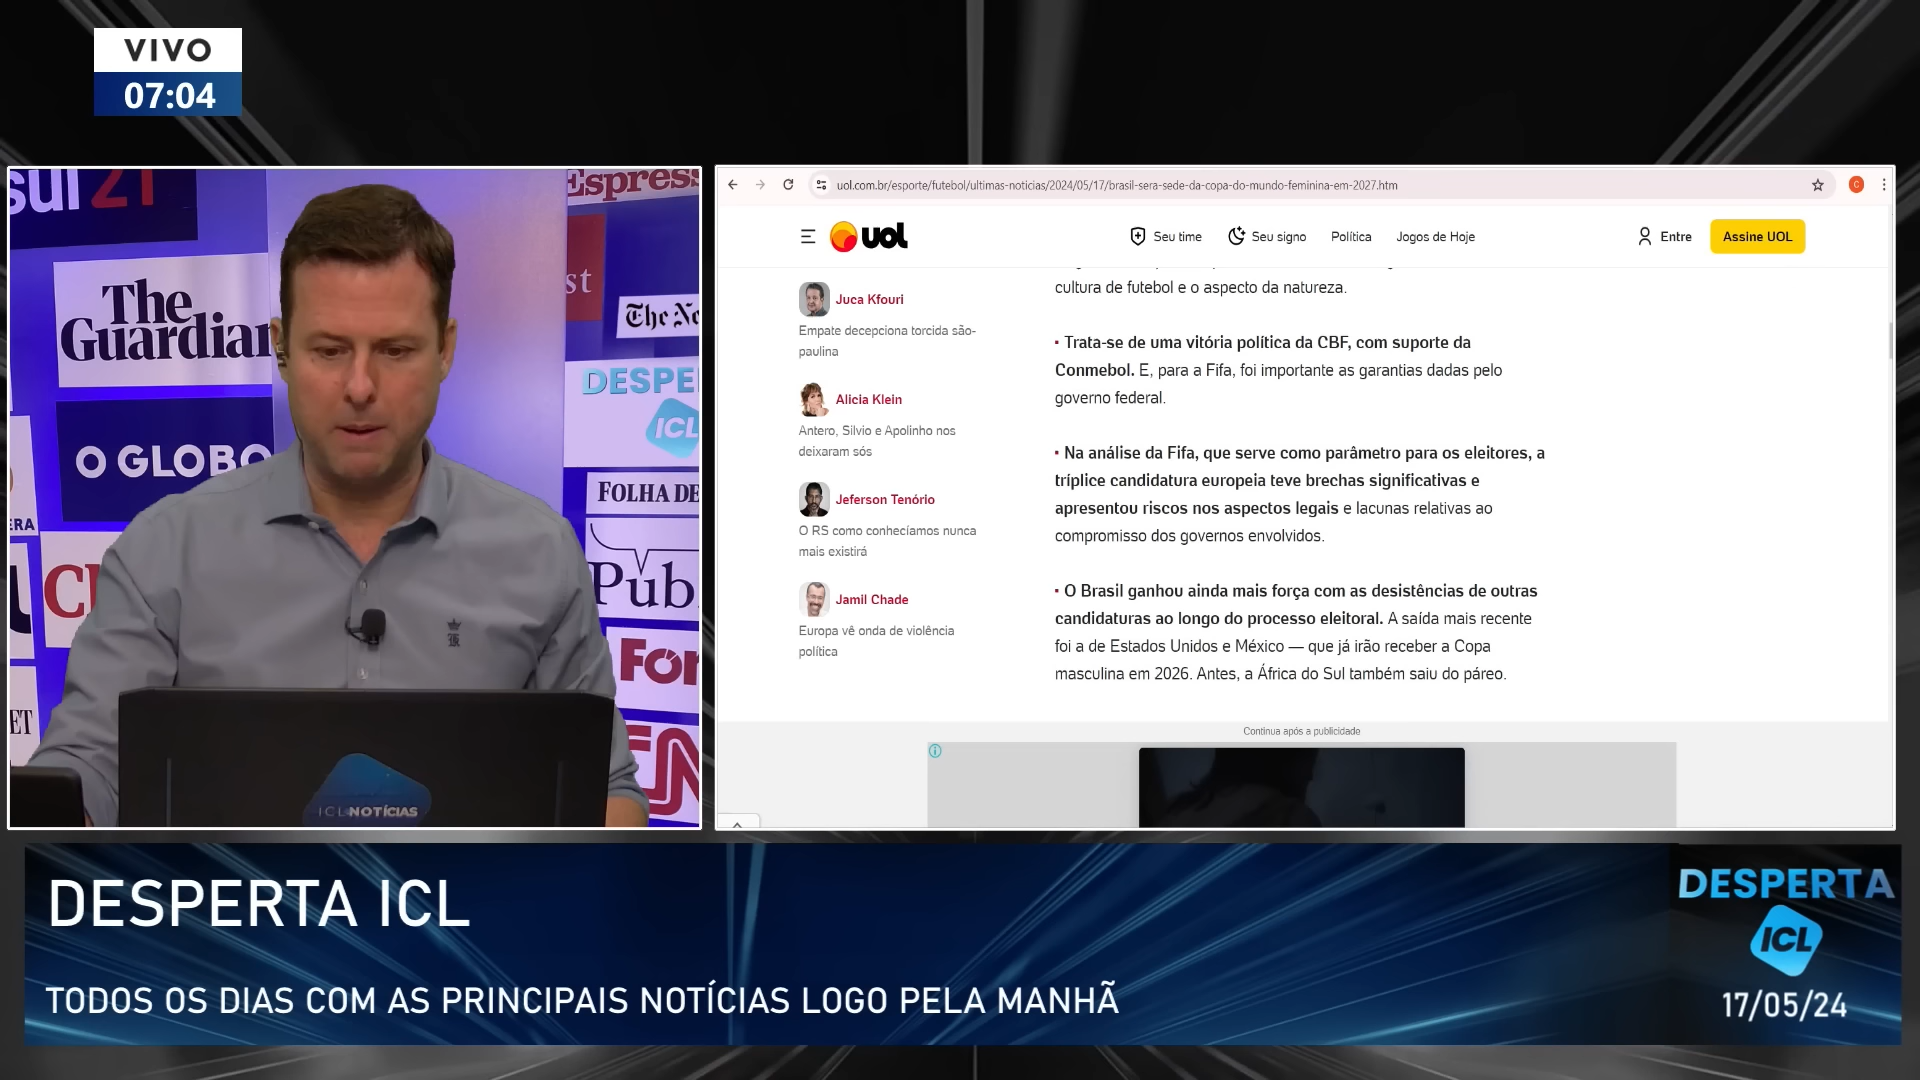 VIVO
07:04
sul 21
The
Guardian
O GLOBO
Espress
st
The Ne
DESPE
ICL
FOLHA DE
Pub
For
ERA
ET
ICL NOTÍCIAS
uol.com.br/esporte/futebol/ultimas-noticias/2024/05/17/brasil-sera-sede-da-copa-do-mundo-feminina-em-2027.htm
C
uol
Seu time
Seu signo
Política
Jogos de Hoje
Entre
Assine UOL
Juca Kfouri
Empate decepciona torcida são-
paulina
Alicia Klein
Antero, Silvio e Apolinho nos
deixaram sós
Jeferson Tenório
O RS como conhecíamos nunca
mais existirá
Jamil Chade
Europa vê onda de violência
política
cultura de futebol e o aspecto da natureza.
· Trata-se de uma vitória política da CBF, com suporte da
Conmebol. E, para a Fifa, foi importante as garantias dadas pelo
governo federal.
· Na análise da Fifa, que serve como parâmetro para os eleitores, a
tríplice candidatura europeia teve brechas significativas e
apresentou riscos nos aspectos legais e lacunas relativas ao
compromisso dos governos envolvidos.
· O Brasil ganhou ainda mais força com as desistências de outras
candidaturas ao longo do processo eleitoral. A saída mais recente
foi a de Estados Unidos e México — que já irão receber a Copa
masculina em 2026. Antes, a África do Sul também saiu do páreo.
Continua após a publicidade
DESPERTA ICL
TODOS OS DIAS COM AS PRINCIPAIS NOTÍCIAS LOGO PELA MANHÃ
DESPERTA
ICL
17/05/24